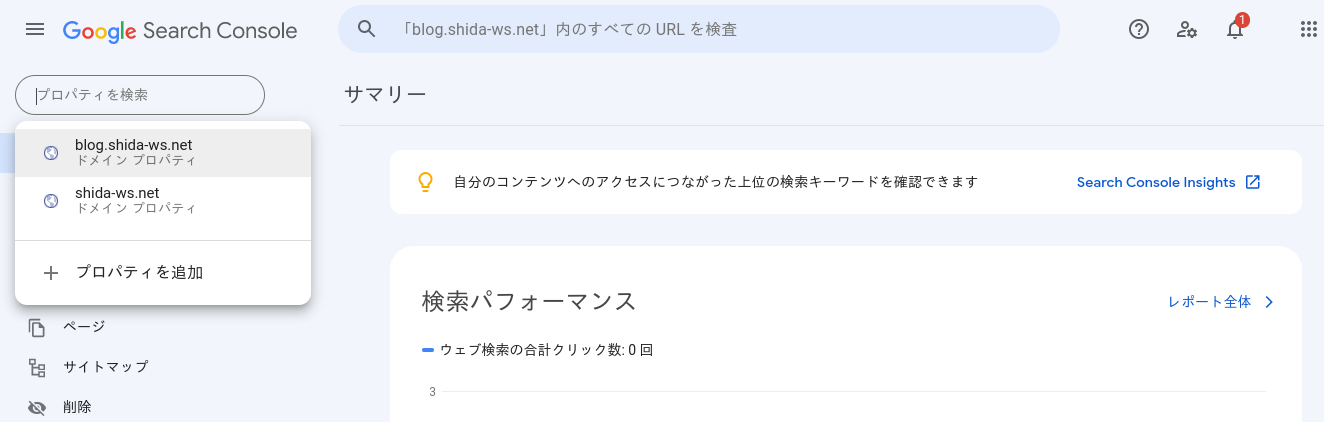 Google Search Console
「blog.shida-ws.net」内のすべての URL を検査
1
プロパティを検索
blog.shida-ws.net
ドメイン プロパティ
shida-ws.net
ドメイン プロパティ
プロパティを追加
ページ
サイトマップ
削除
サマリー
自分のコンテンツへのアクセスにつながった上位の検索キーワードを確認できます
Search Console Insights
検索パフォーマンス
レポート全体
ウェブ検索の合計クリック数: 0 回
3